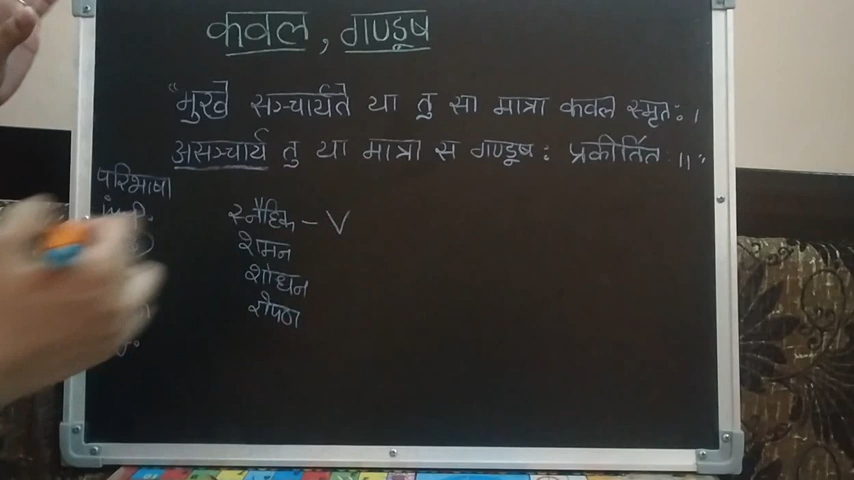 कवल, गण्डूष
"मुखे सञ्चार्यते या तु सा मात्रा कवल स्मृतः।
असञ्चार्य तु या मात्रा स गण्डूषः प्रकीर्तितः॥"
परिभाषा
स्नैहिक - V
शमन
शोधन
रोपण